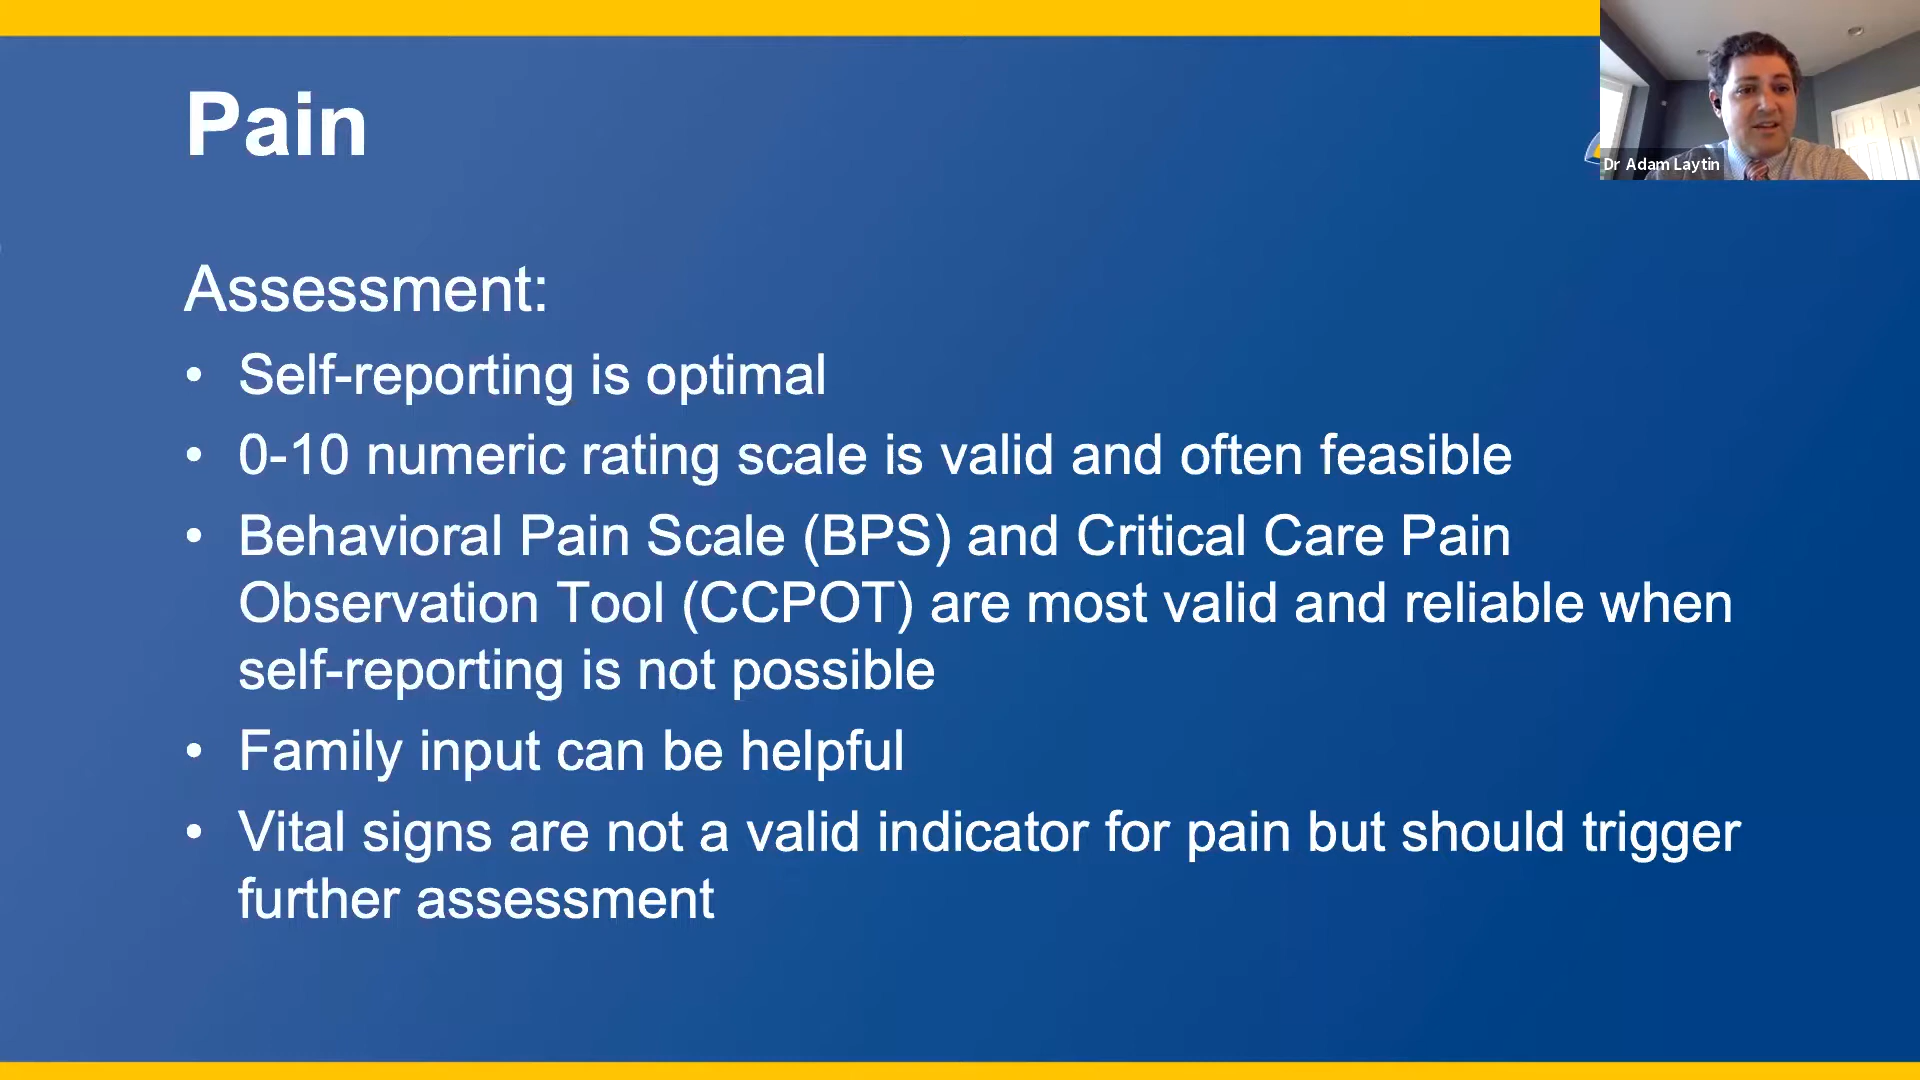 Pain
Dr Adam Laytin
Assessment:
• Self-reporting is optimal
• 0-10 numeric rating scale is valid and often feasible
• Behavioral Pain Scale (BPS) and Critical Care Pain
Observation Tool (CCPOT) are most valid and reliable when
self-reporting is not possible
• Family input can be helpful
• Vital signs are not a valid indicator for pain but should trigger
further assessment